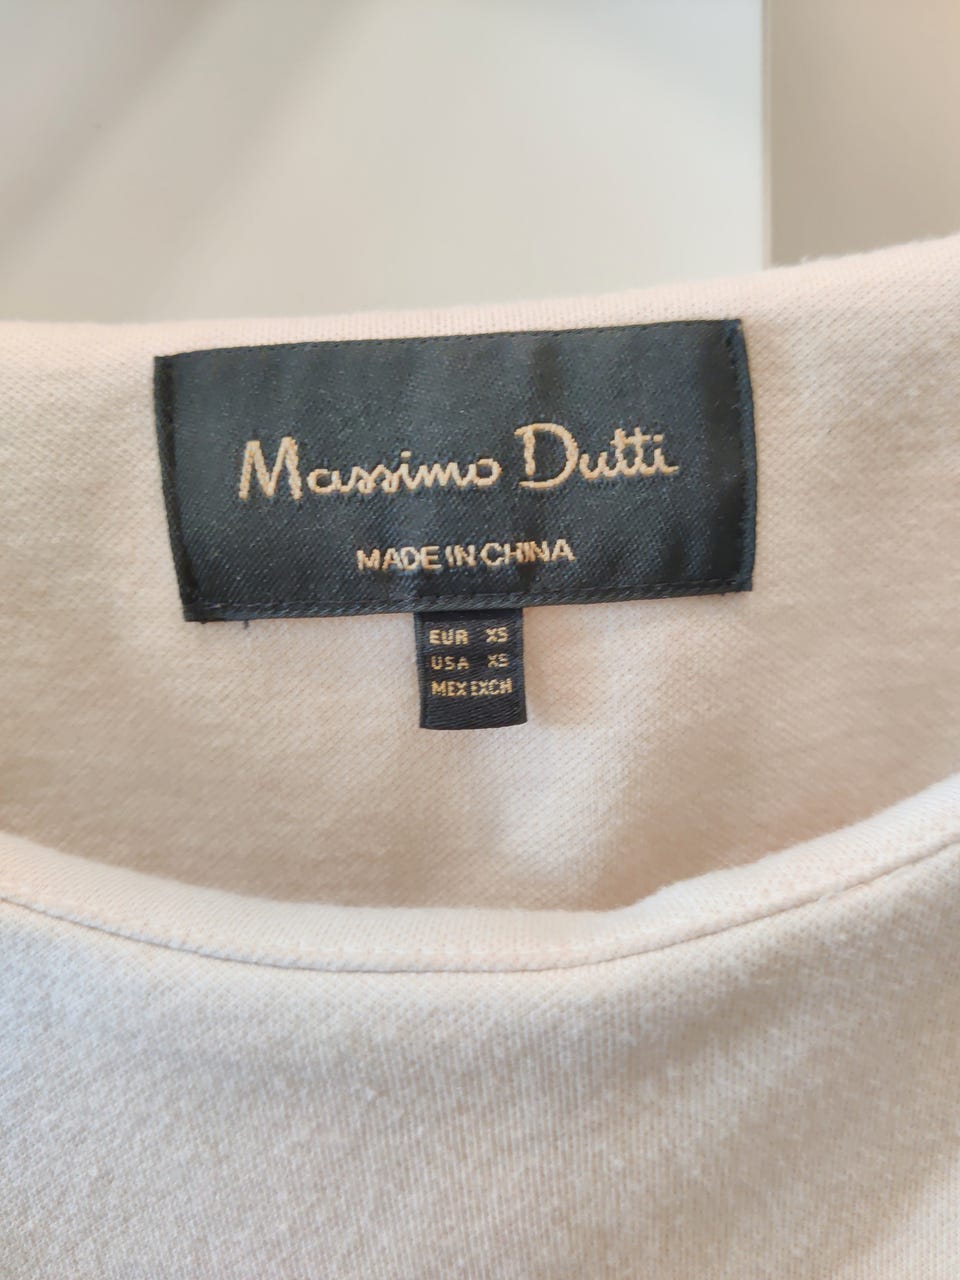 Massimo Dutti
MADE IN CHINA
EUR XS
USA XS
MEX EXCH